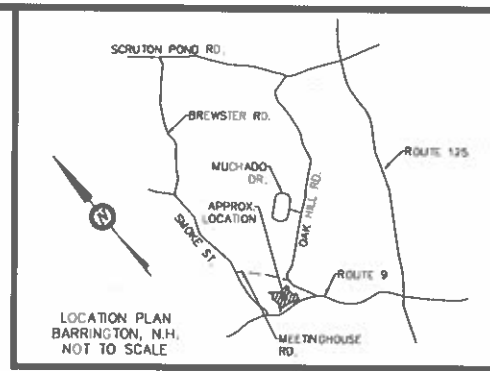 SCRUTON POND RD.
BREWSTER RD.
MUCHADO
DR.
ROUTE 125
APPROX.
LOCATION
OAK HILL RD.
SMOKE ST.
N
ROUTE 9
LOCATION PLAN
BARRINGTON, N.H.
NOT TO SCALE
MEETINGHOUSE
RD.